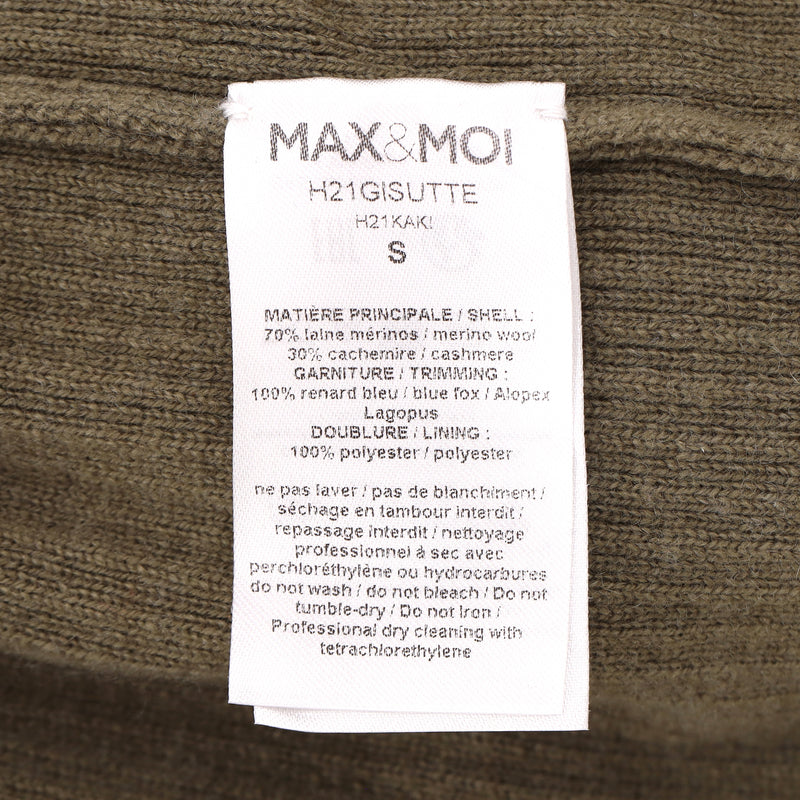 MAX&MOI
H21GISUTTE
H21KAKI
S
MATIÈRE PRINCIPALE / SHELL :
70% laine mérinos / merino wool
30% cachemire / cashmere
GARNITURE / TRIMMING :
100% renard bleu / blue fox / Alopex
Lagopus
DOUBLURE / LINING :
100% polyester / polyester
ne pas laver / pas de blanchiment /
séchage en tambour interdit /
repassage interdit / nettoyage
professionnel à sec avec
perchloréthylène ou hydrocarbures
do not wash / do not bleach / Do not
tumble-dry / Do not Iron /
Professional dry cleaning with
tetrachlorethylene